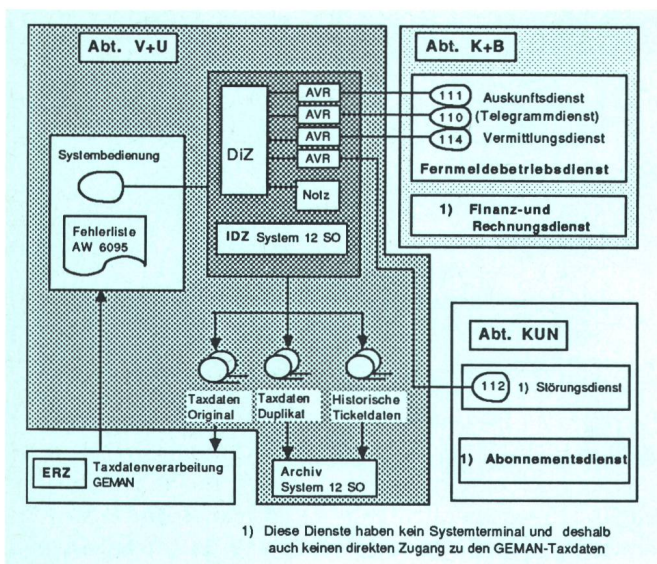 Abt. V+U
Abt. K+B
AVR
AVR
AVR
AVR
DiZ
Nolz
IDZ System 12 SO
111 Auskunftsdienst
110 (Telegrammdienst)
114 Vermittlungsdienst
Fernmeldebetriebsdienst
1) Finanz-und
Rechnungsdienst
Systembedienung
Fehlerliste
AW 6095
Abt. KUN
112 1) Störungsdienst
1) Abonnementsdienst
Taxdaten
Original
Taxdaten
Duplikat
Historische
Ticketdaten
ERZ Taxdatenverarbeitung
GEMAN
Archiv
System 12 SO
1) Diese Dienste haben kein Systemterminal und deshalb
auch keinen direkten Zugang zu den GEMAN-Taxdaten